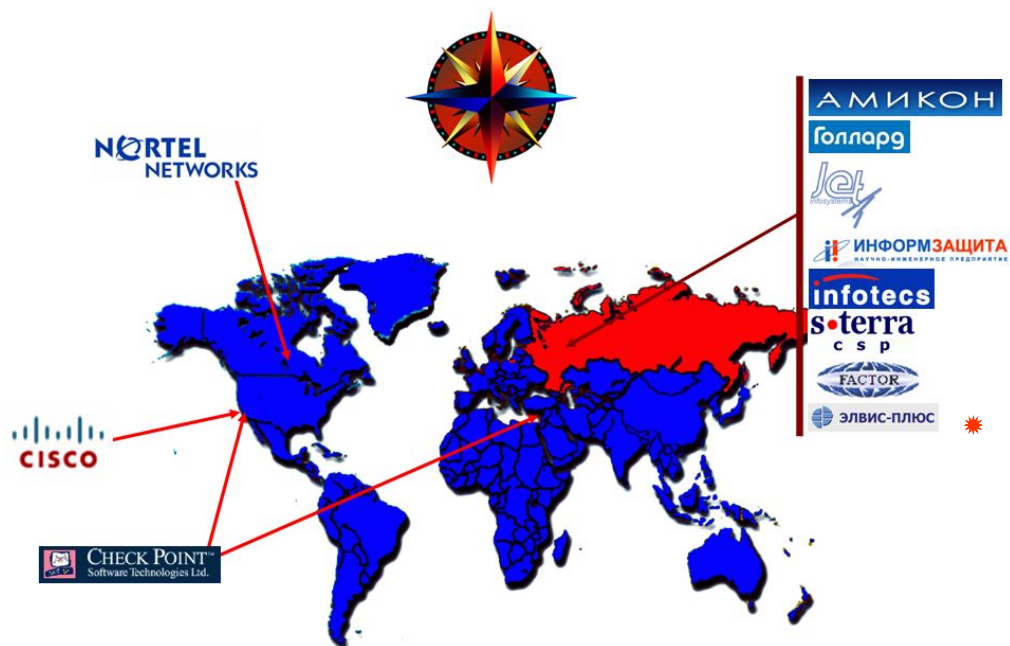 NORTEL
NETWORKS
АМИКОН
Голлард
Jet
infosystems
ИНФОРМЗАЩИТА
НАУЧНО-ИНЖЕНЕРНОЕ ПРЕДПРИЯТИЕ
infotecs
s•terra
csp
FACTOR
ЭЛВИС-ПЛЮС
CISCO
CHECK POINT™
Software Technologies Ltd.